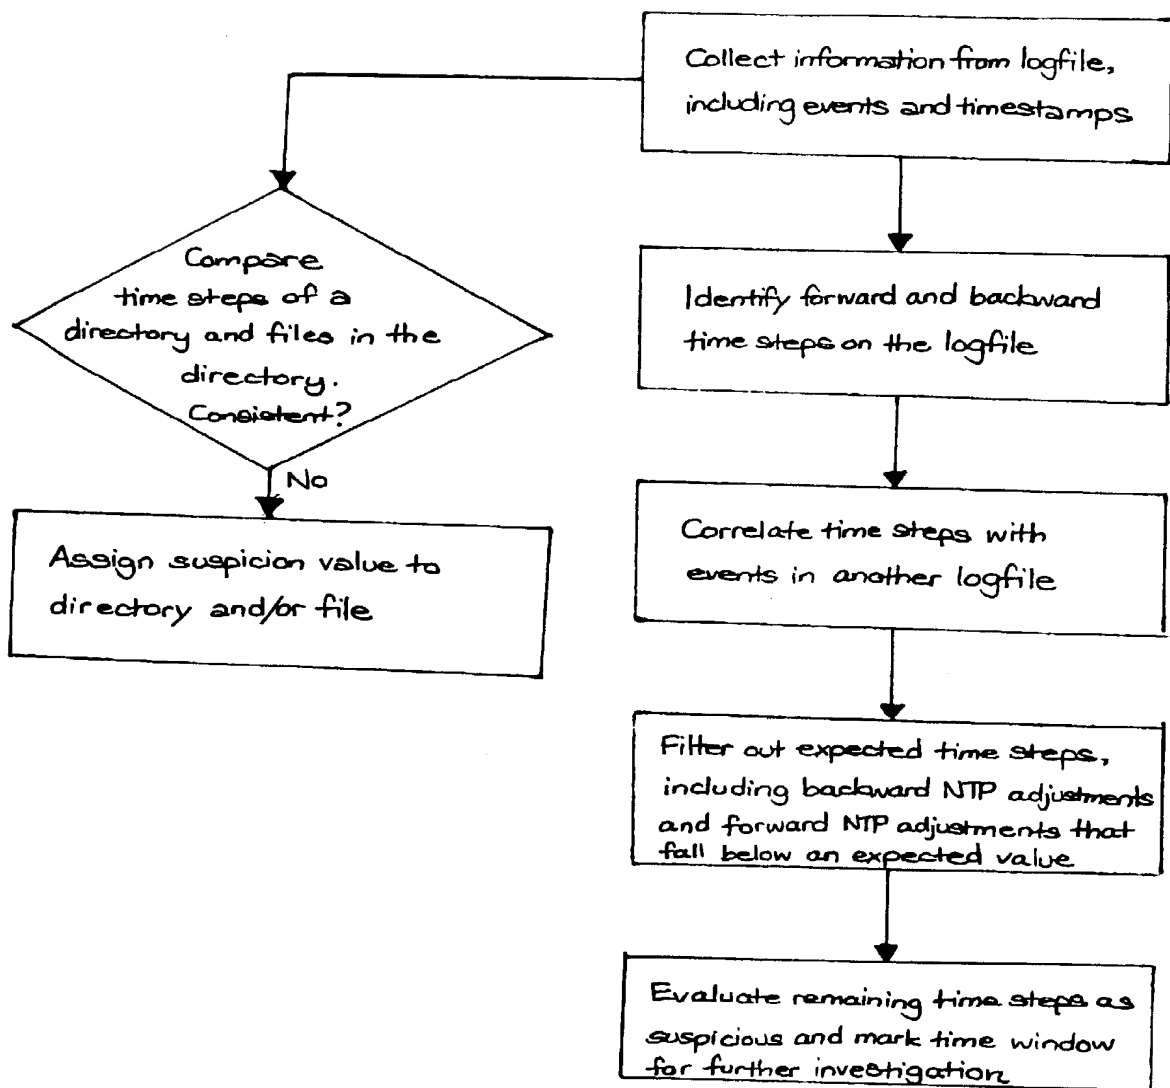 Collect information from logfile,
including events and timestamps
Compare
time steps of a
directory and files in the
directory.
Consistent?
No
Assign suspicion value to
directory and/or file
Identify forward and backward
time steps on the logfile
Correlate time steps with
events in another logfile
Filter out expected time steps,
including backward NTP adjustments
and forward NTP adjustments that
fall below an expected value
Evaluate remaining time steps as
suspicious and mark time window
for further investigation